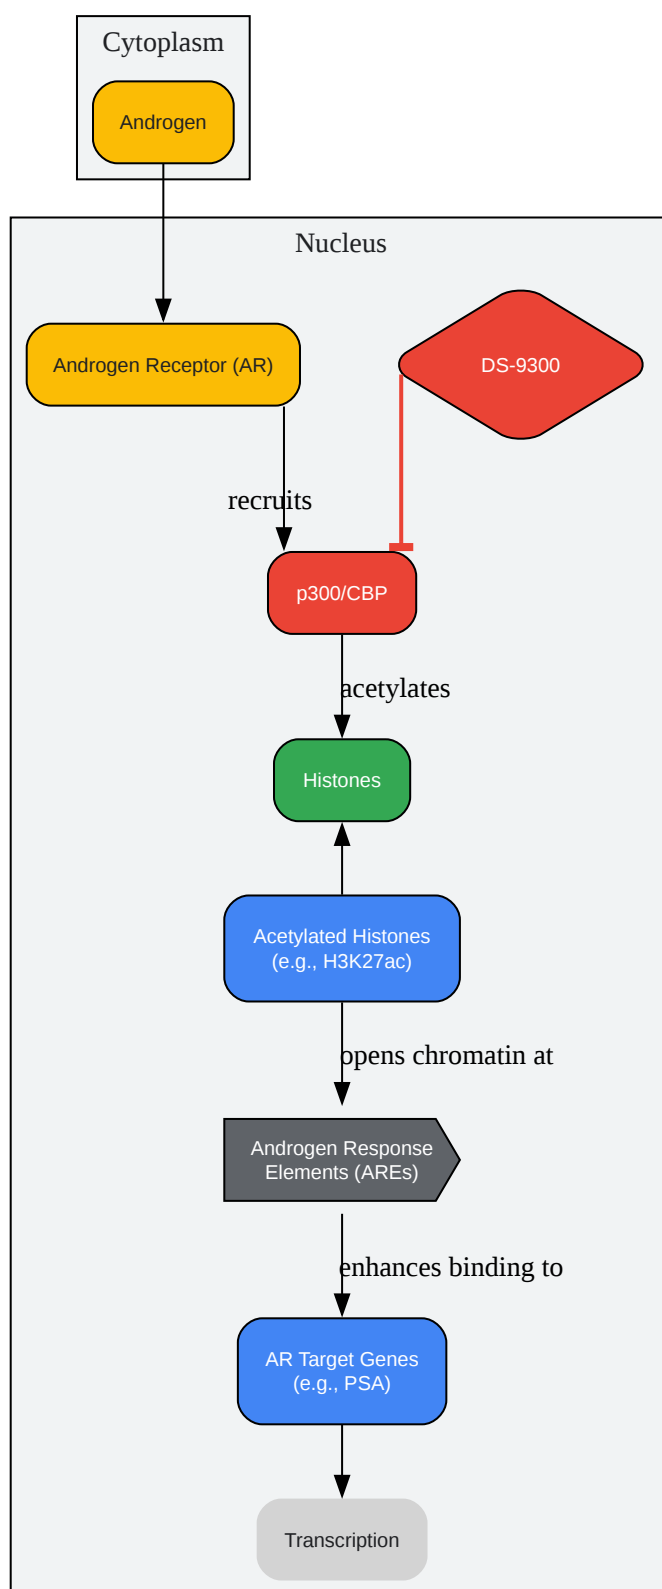 Cytoplasm
Androgen
Nucleus
Androgen Receptor (AR)
DS-9300
recruits
p300/CBP
acetylates
Histones
Acetylated Histones
(e.g., H3K27ac)
opens chromatin at
Androgen Response
Elements (AREs)
enhances binding to
AR Target Genes
(e.g., PSA)
Transcription